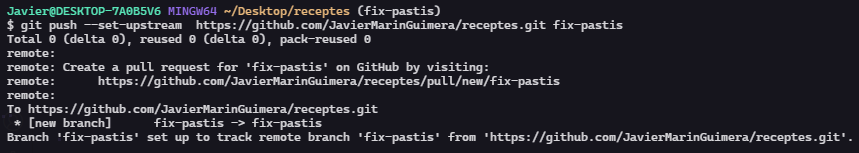 Javier@DESKTOP-7A0B5V6 MINGW64 ~/Desktop/receptes (fix-pastis)
$ git push --set-upstream  https://github.com/JavierMarinGuimera/receptes.git fix-pastis
Total 0 (delta 0), reused 0 (delta 0), pack-reused 0
remote:
remote: Create a pull request for 'fix-pastis' on GitHub by visiting:
remote:      https://github.com/JavierMarinGuimera/receptes/pull/new/fix-pastis
remote:
To https://github.com/JavierMarinGuimera/receptes.git
 * [new branch]      fix-pastis -> fix-pastis
Branch 'fix-pastis' set up to track remote branch 'fix-pastis' from 'https://github.com/JavierMarinGuimera/receptes.git'.